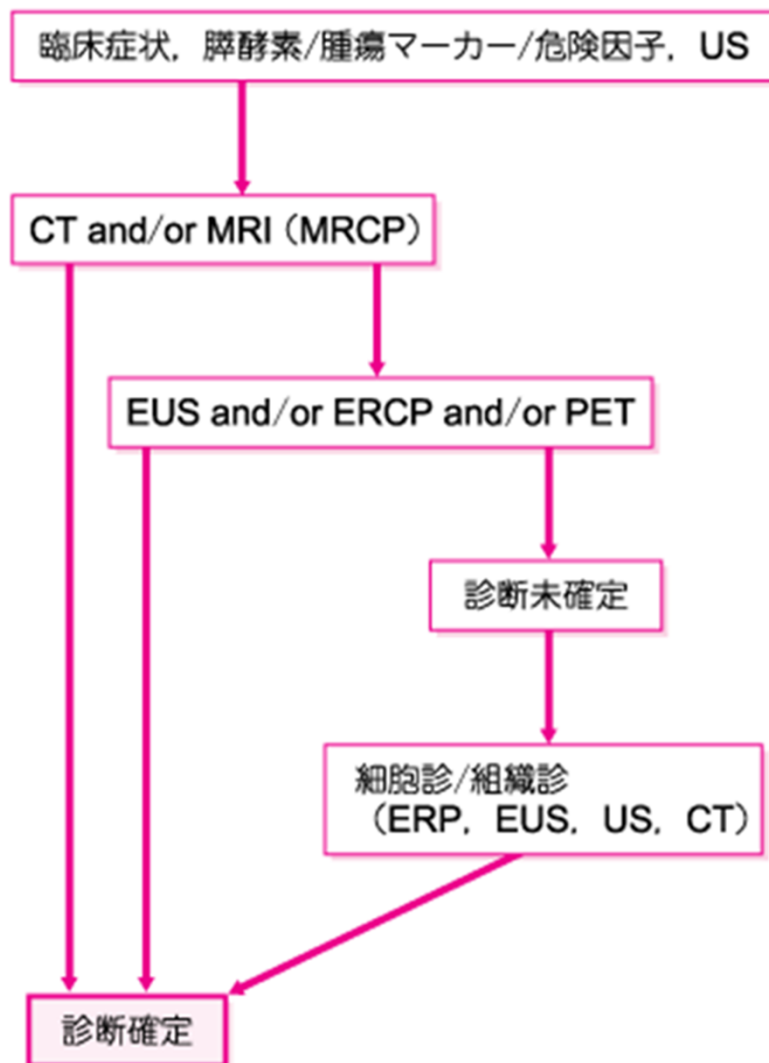 臨床症状，膵酵素/腫瘍マーカー/危険因子，US
CT and/or MRI（MRCP）
EUS and/or ERCP and/or PET
診断未確定
細胞診/組織診
（ERP，EUS，US，CT）
診断確定